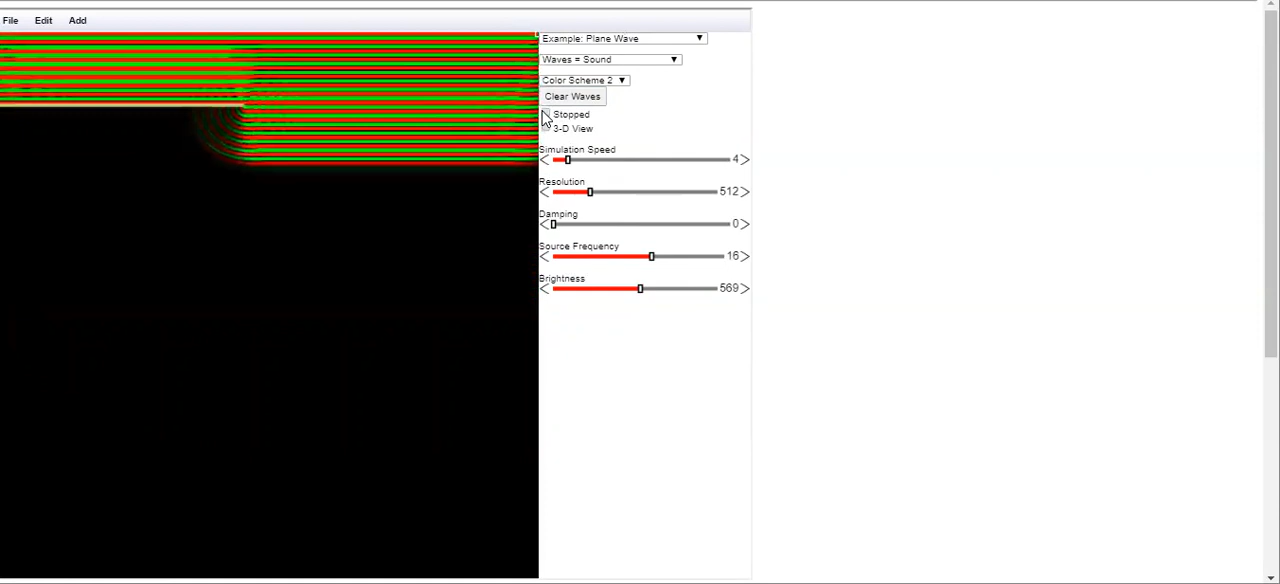 File Edit Add
Example: Plane Wave
Waves = Sound
Color Scheme 2
Clear Waves
Stopped
3-D View
Simulation Speed
4
Resolution
512
Damping
0
Source Frequency
16
Brightness
569